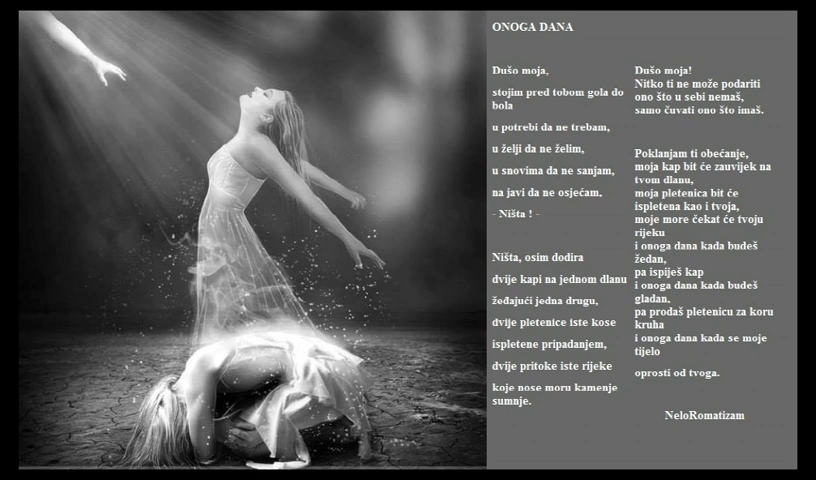 ONOGA DANA
Dušo moja,
stojim pred tobom gola do
bola
u potrebi da ne trebam,
u želji da ne želim,
u snovima da ne sanjam,
na javi da ne osjećam,
- Ništa ! -
Ništa, osim dodira
dvije kapi na jednom dlanu
žeđajući jedna drugu,
dvije pletenice iste kose
ispletene pripadanjem,
dvije pritoke iste rijeke
koje nose moru kamenje
sumnje.
Dušo moja!
Nitko ti ne može podariti
ono što u sebi nemaš,
samo čuvati ono što imaš.
Poklanjam ti obećanje,
moja kap bit će zauvijek na
tvom dlanu,
moja pletenica bit će
ispletena kao i tvoja,
moje more čekat će tvoju
rijeku
i onoga dana kada budeš
žedan,
pa ispiješ kap
i onoga dana kada budeš
gladan,
pa prodaš pletenicu za koru
kruha
i onoga dana kada se moje
tijelo
oprosti od tvoga.
NeloRomatizam